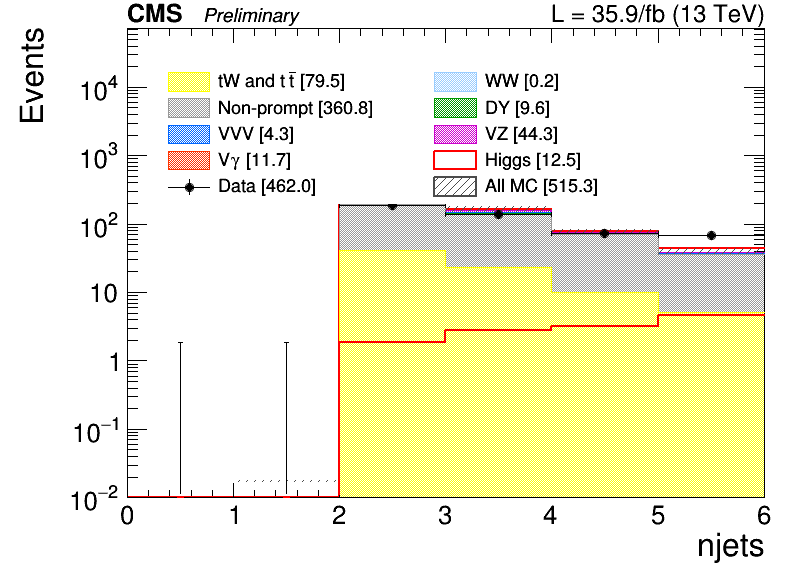 CMS Preliminary L = 35.9/fb (13 TeV)
Events
tW and tt̅ [79.5] WW [0.2]
Non-prompt [360.8] DY [9.6]
VVV [4.3] VZ [44.3]
Vγ [11.7] Higgs [12.5]
Data [462.0] All MC [515.3]
10⁴
10³
10²
10
1
10⁻¹
10⁻²
0 1 2 3 4 5 6
njets